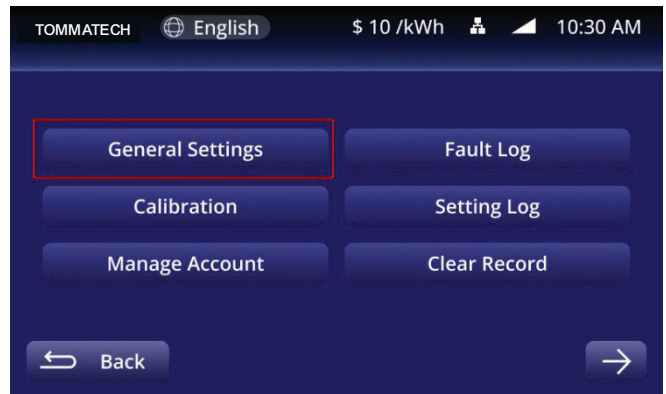 TOMMATECH English $ 10 /kWh 10:30 AM
General Settings Fault Log
Calibration Setting Log
Manage Account Clear Record
Back